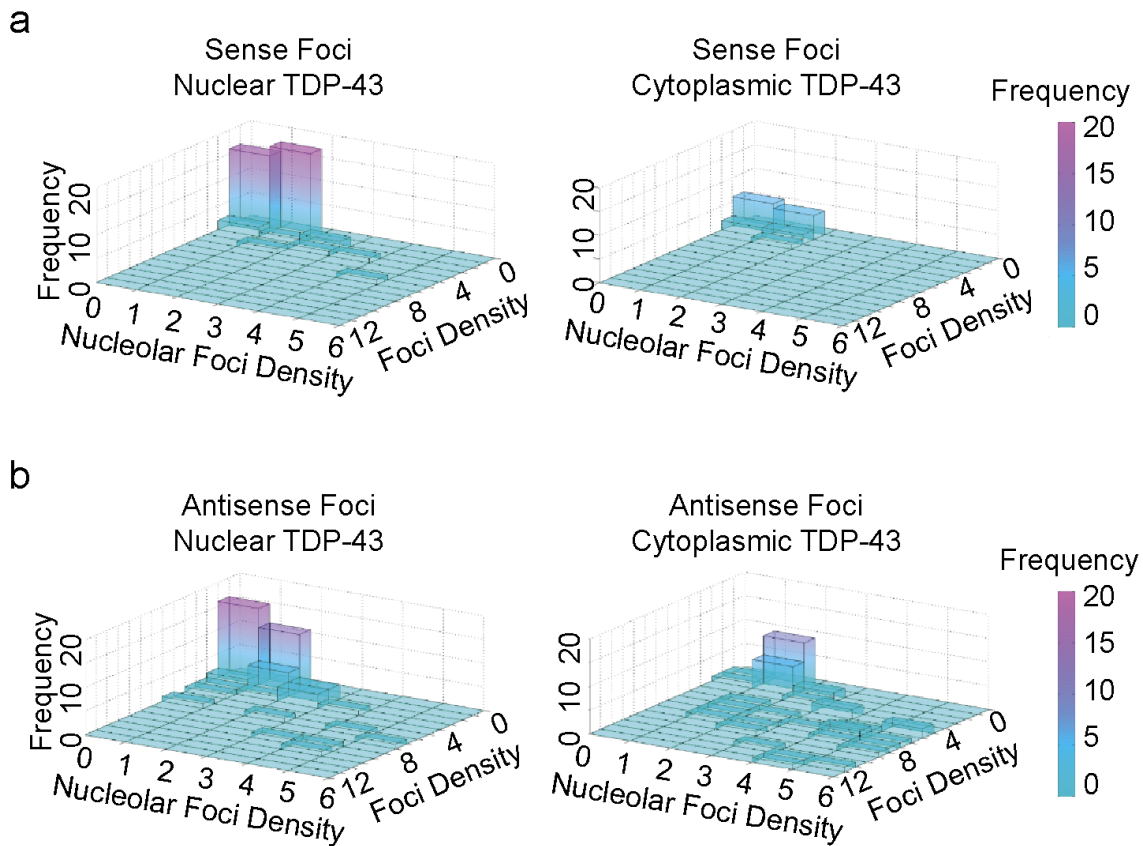 a
Sense Foci
Nuclear TDP-43
Sense Foci
Cytoplasmic TDP-43
Frequency
20
15
10
5
0
Frequency
20
10
0
0 1 2 3 4 5 6
Nucleolar Foci Density
12 8 4 0
Foci Density
20
10
0
0 1 2 3 4 5 6
Nucleolar Foci Density
12 8 4 0
Foci Density
b
Antisense Foci
Nuclear TDP-43
Antisense Foci
Cytoplasmic TDP-43
Frequency
20
15
10
5
0
Frequency
20
10
0
0 1 2 3 4 5 6
Nucleolar Foci Density
12 8 4 0
Foci Density
20
10
0
0 1 2 3 4 5 6
Nucleolar Foci Density
12 8 4 0
Foci Density